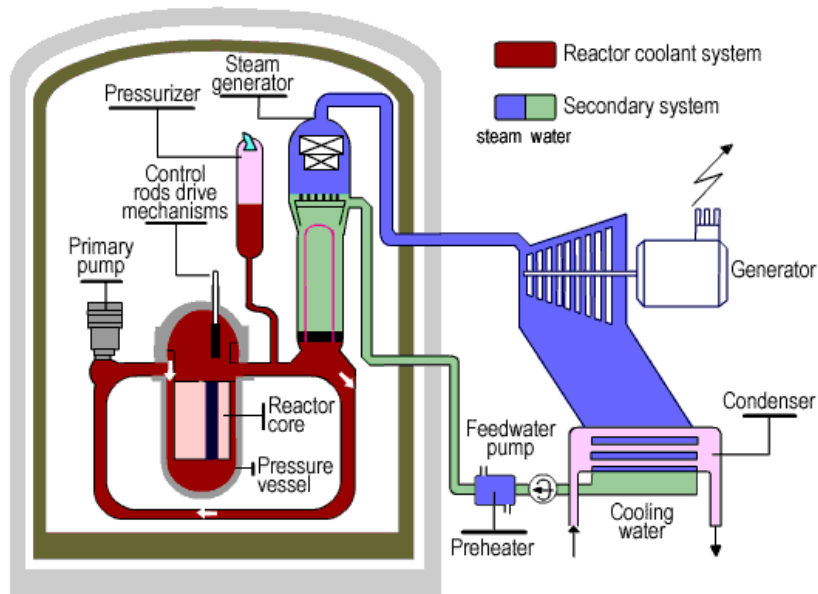 Steam
generator
Pressurizer
Control
rods drive
mechanisms
Primary
pump
Reactor
core
Pressure
vessel
Reactor coolant system
Secondary system
steam water
Generator
Condenser
Feedwater
pump
Cooling
water
Preheater